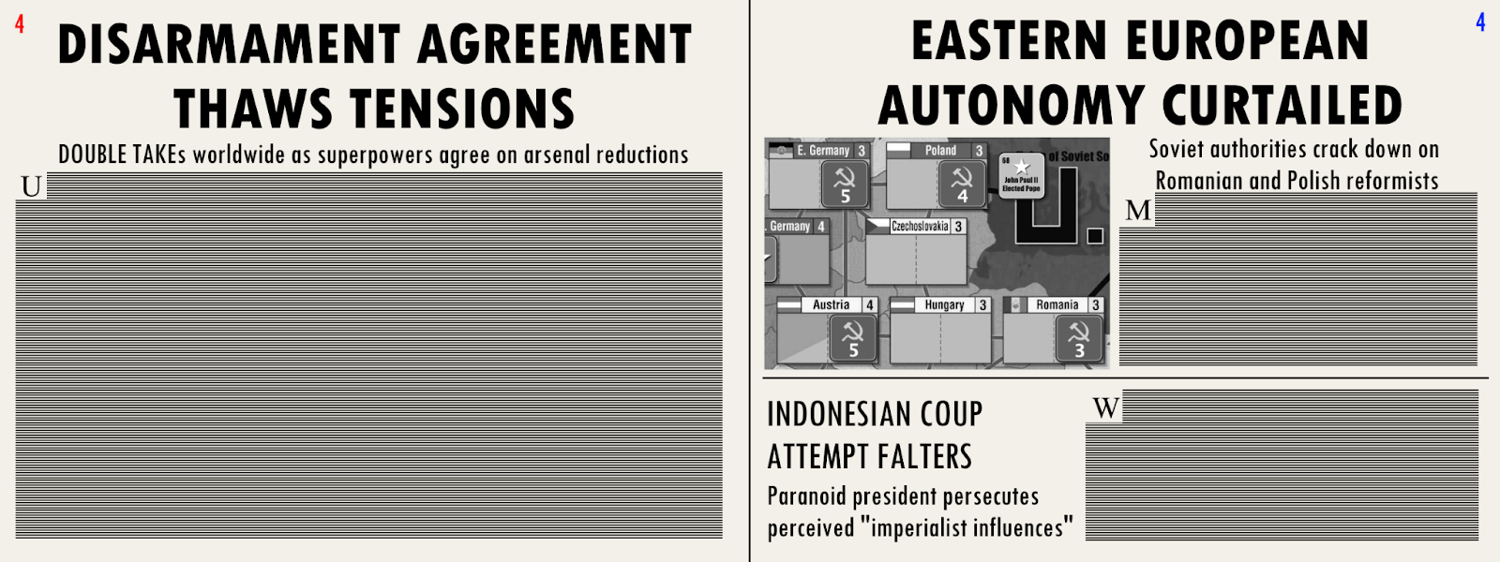 4
DISARMAMENT AGREEMENT
THAWS TENSIONS
DOUBLE TAKEs worldwide as superpowers agree on arsenal reductions
U
4
EASTERN EUROPEAN
AUTONOMY CURTAILED
E. Germany 3
5
Poland 3
4
68
John Paul II
Elected Pope
of Soviet So
U.
. Germany 4
Czechoslovakia 3
Austria 4
5
Hungary 3
Romania 3
3
Soviet authorities crack down on
Romanian and Polish reformists
M
INDONESIAN COUP
ATTEMPT FALTERS
Paranoid president persecutes
perceived "imperialist influences"
W